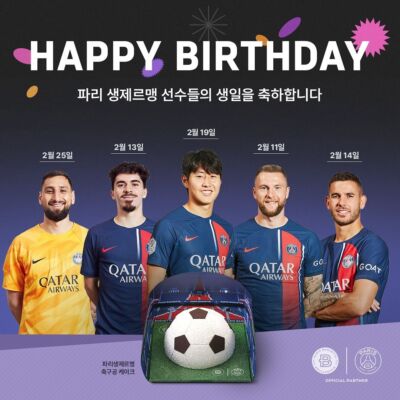 HAPPY BIRTHDAY
파리 생제르맹 선수들의 생일을 축하합니다
2월 19일
2월 13일
2월 11일
2월 25일
2월 14일
QATAR
AIRWAYS
QATAR
AIRWAYS
QATAR
AIRWAYS
QATAR
AIRWAYS
QATAR
AIRWAYS
GOAT
파리생제르맹
축구공 케이크
PARIS
OFFICIAL PARTNER